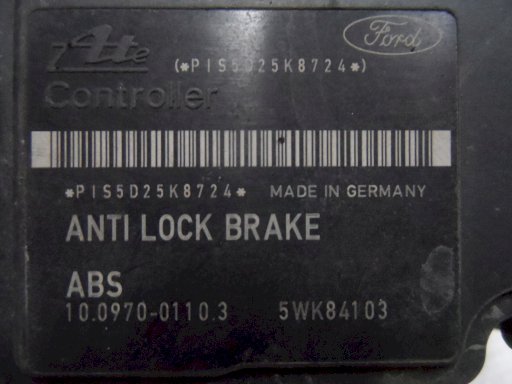 Ate
Ford
(*PIS5D25K8724*)
Controller
*PIS5D25K8724* MADE IN GERMANY
ANTI LOCK BRAKE
ABS
10.0970-0110.3 5WK84103